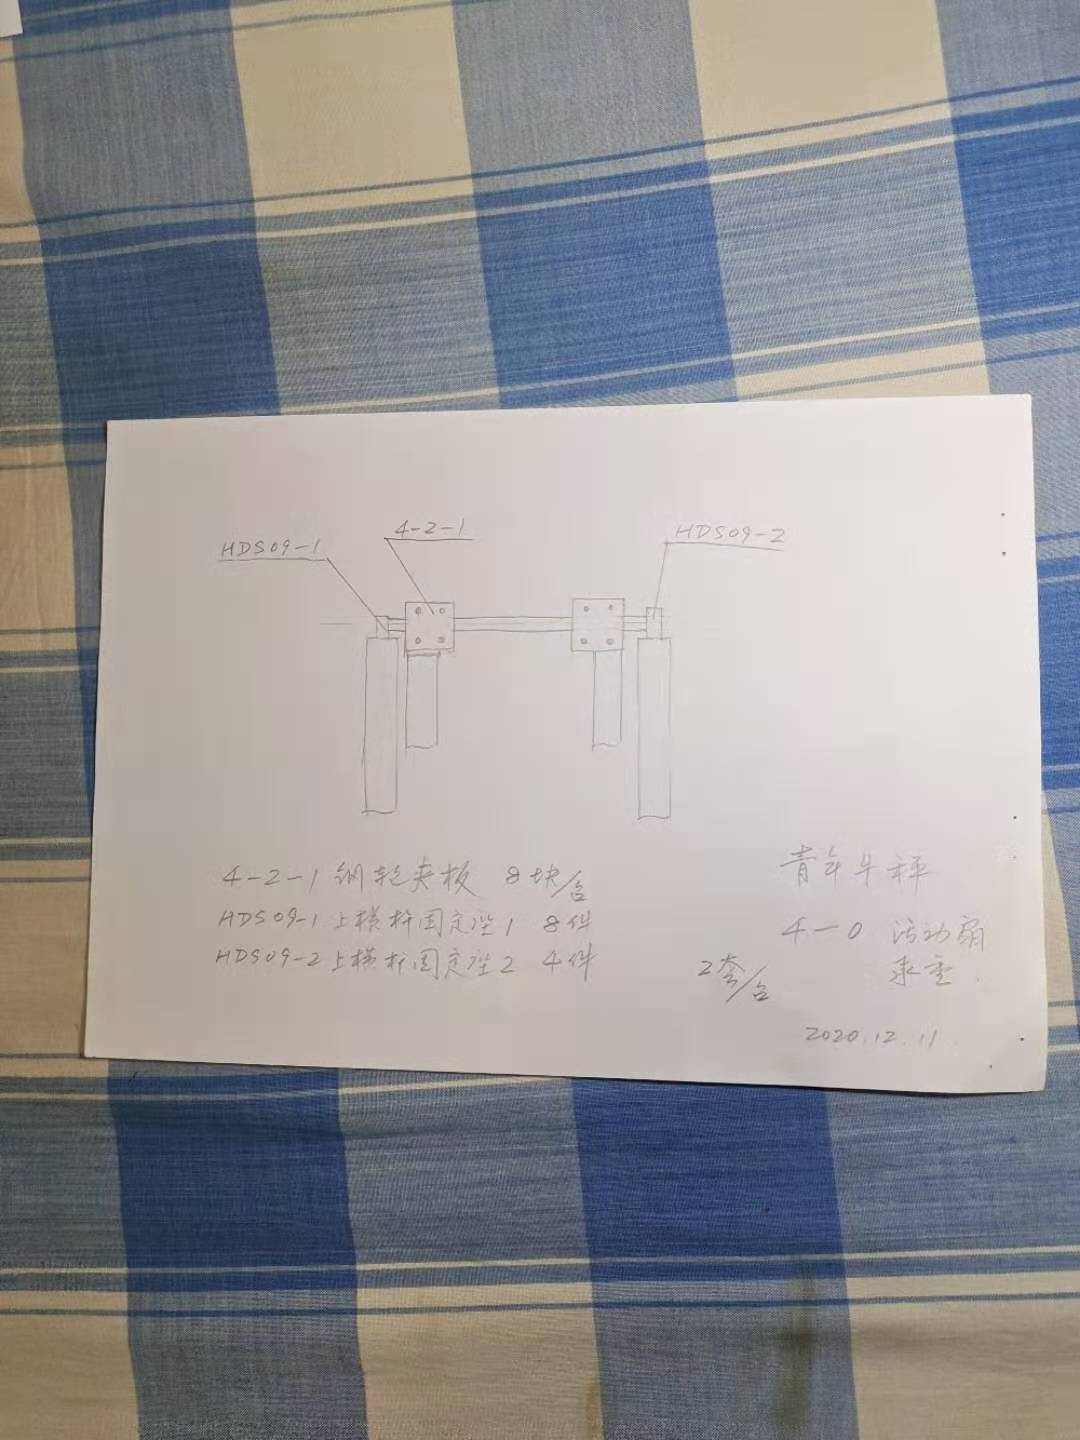 HDS09-1
4-2-1
HDS09-2
4-2-1 钢轮夹板 8块/台
HDS09-1 上横杆固定座1 8件
HDS09-2 上横杆固定座2 4件
青年牛秤
4-0 活动扇
承重
2套/台
2020.12.11